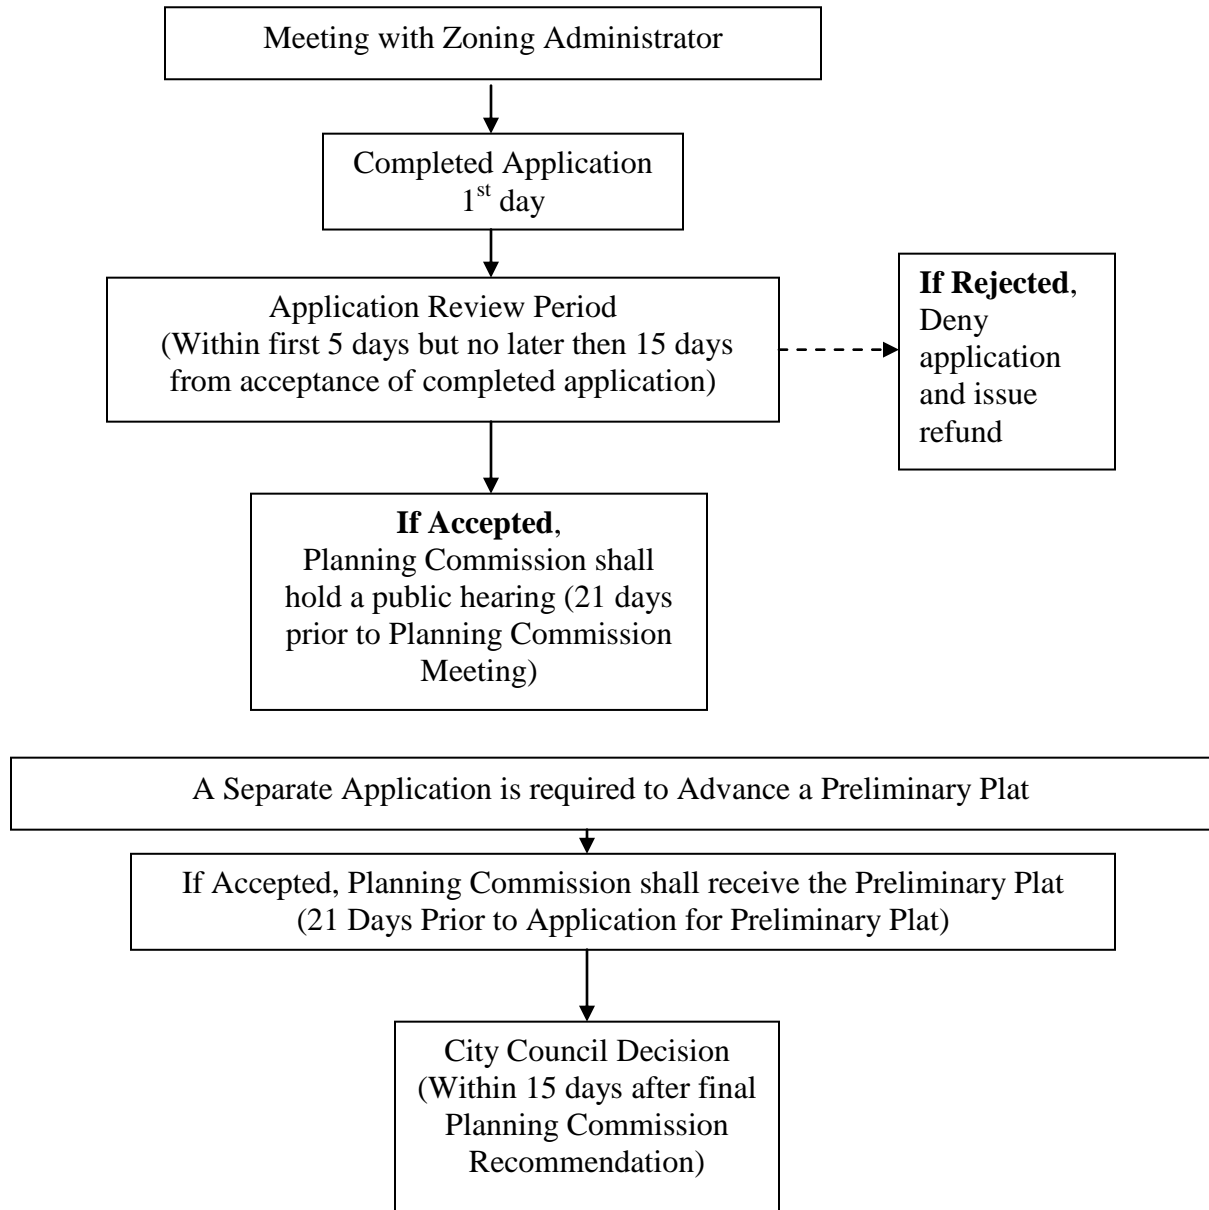 Meeting with Zoning Administrator
Completed Application
1st day
Application Review Period
(Within first 5 days but no later then 15 days
from acceptance of completed application)
If Rejected,
Deny
application
and issue
refund
If Accepted,
Planning Commission shall
hold a public hearing (21 days
prior to Planning Commission
Meeting)
A Separate Application is required to Advance a Preliminary Plat
If Accepted, Planning Commission shall receive the Preliminary Plat
(21 Days Prior to Application for Preliminary Plat)
City Council Decision
(Within 15 days after final
Planning Commission
Recommendation)